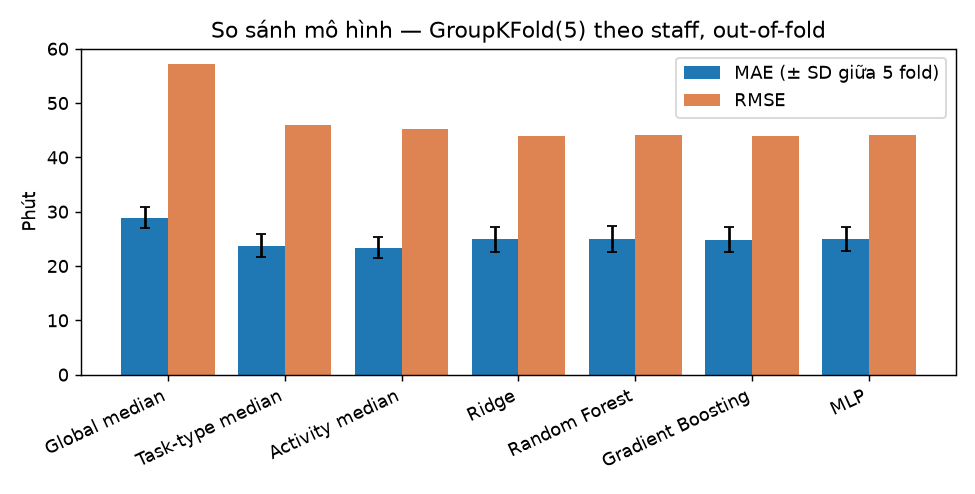 So sánh mô hình — GroupKFold(5) theo staff, out-of-fold
MAE (± SD giữa 5 fold)
RMSE
Phút
60
50
40
30
20
10
0
Global median
Task-type median
Activity median
Ridge
Random Forest
Gradient Boosting
MLP